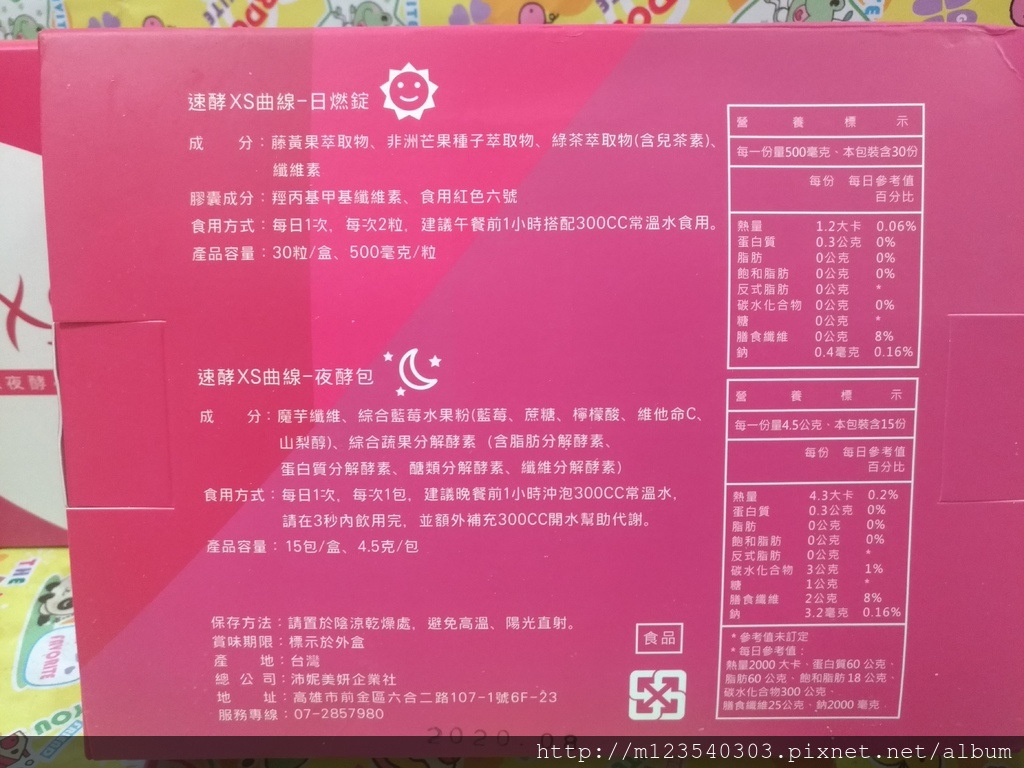 速酵XS曲線-日燃錠
成 分：藤黃果萃取物、非洲芒果種子萃取物、綠茶萃取物(含兒茶素)、
纖維素
膠囊成分：羥丙基甲基纖維素、食用紅色六號
食用方式：每日1次，每次2粒，建議午餐前1小時搭配300CC常溫水食用。
產品容量：30粒/盒、500毫克/粒
營 養 標 示
每一份量500毫克、本包裝含30份
每份 每日參考值
百分比
熱量 1.2大卡 0.06%
蛋白質 0.3公克 0%
脂肪 0公克 0%
飽和脂肪 0公克 0%
反式脂肪 0公克 *
碳水化合物 0公克 0%
糖 0公克 *
膳食纖維 0公克 8%
鈉 0.4毫克 0.16%
速酵XS曲線-夜酵包
成 分：魔芋纖維、綜合藍莓水果粉(藍莓、蔗糖、檸檬酸、維他命C、
山梨醇)、綜合蔬果分解酵素（含脂肪分解酵素、
蛋白質分解酵素、醣類分解酵素、纖維分解酵素）
食用方式：每日1次，每次1包，建議晚餐前1小時沖泡300CC常溫水，
請在3秒內飲用完，並額外補充300CC開水幫助代謝。
產品容量：15包/盒、4.5克/包
營 養 標 示
每一份量4.5公克、本包裝含15份
每份 每日參考值
百分比
熱量 4.3大卡 0.2%
蛋白質 0.3公克 0%
脂肪 0公克 0%
飽和脂肪 0公克 0%
反式脂肪 0公克 *
碳水化合物 3公克 1%
糖 1公克 *
膳食纖維 2公克 8%
鈉 3.2毫克 0.16%
*參考值未訂定
*每日參考值：
熱量2000大卡、蛋白質60公克、
脂肪60公克、飽和脂肪18公克、
碳水化合物300公克、
膳食纖維25公克、鈉2000毫克
保存方法：請置於陰涼乾燥處，避免高溫、陽光直射。
賞味期限：標示於外盒
產 地：台灣
總 公 司：沛妮美妍企業社
地 址：高雄市前金區六合二路107-1號6F-23
服務專線：07-2857980
食品
夜酵
2020.08
FAVORITE
http://m123540303.pixnet.net/album